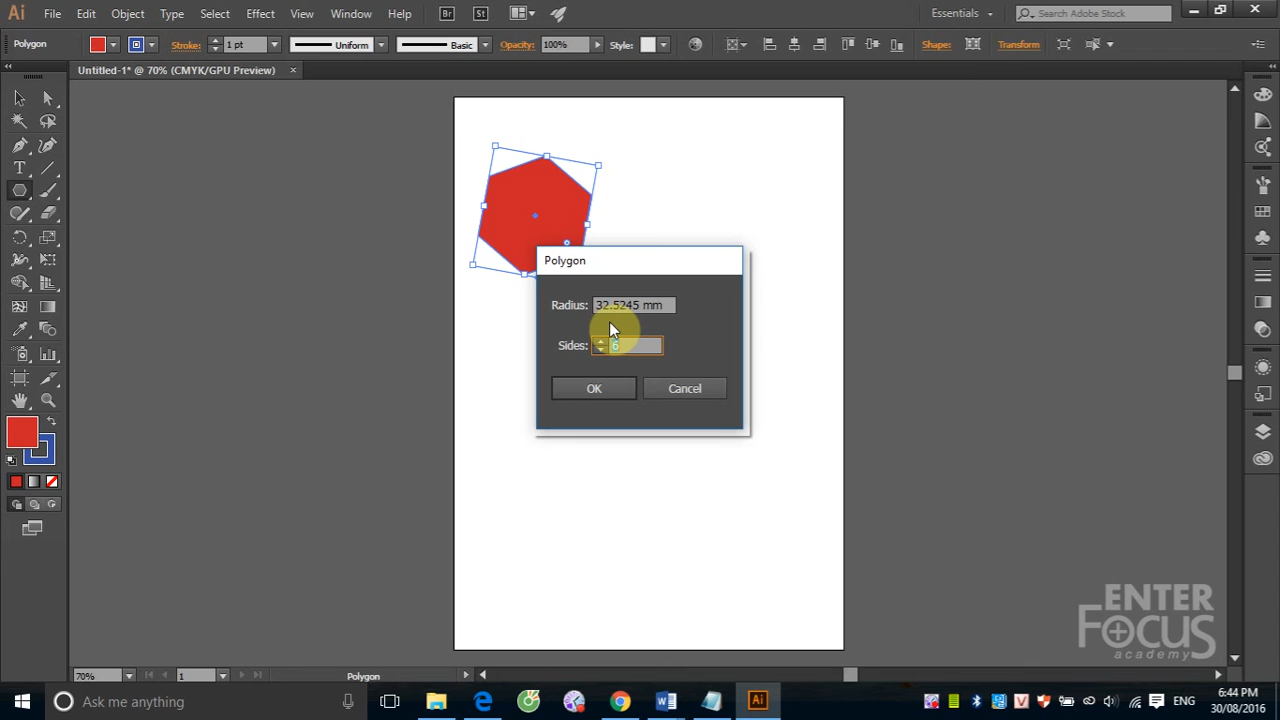 Ai File Edit Object Type Select Effect View Window Help Br St Essentials Search Adobe Stock
Polygon Stroke: 1 pt Uniform Basic Opacity: 100% Style: Shape: Transform
Untitled-1* @ 70% (CMYK/GPU Preview) ×
T
Polygon
Radius: 32.5245 mm
Sides: 6
OK Cancel
ENTER
FOCUS
academy
70% 1 Polygon
Ask me anything Ai ENG 6:44 PM
30/08/2016